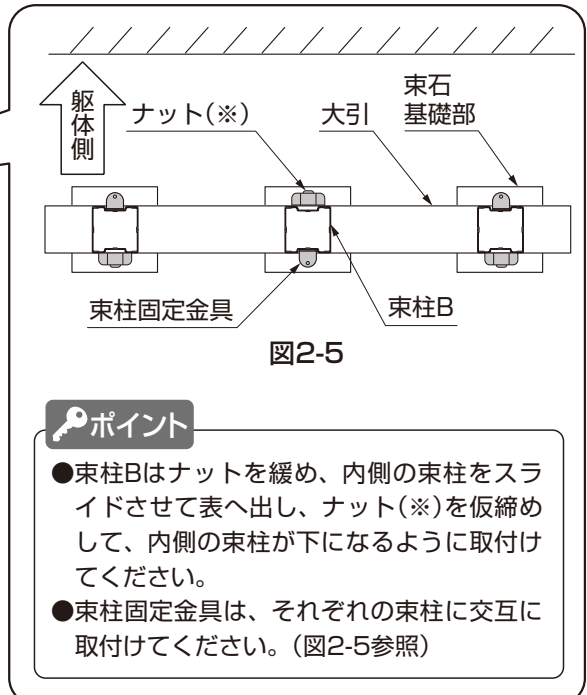 躯体側
ナット(※)
大引
束石
基礎部
束柱固定金具
束柱B
図2-5
ポイント
●束柱Bはナットを緩め、内側の束柱をスラ
イドさせて表へ出し、ナット(※)を仮締め
して、内側の束柱が下になるように取付け
てください。
●束柱固定金具は、それぞれの束柱に交互に
取付けてください。(図2-5参照)